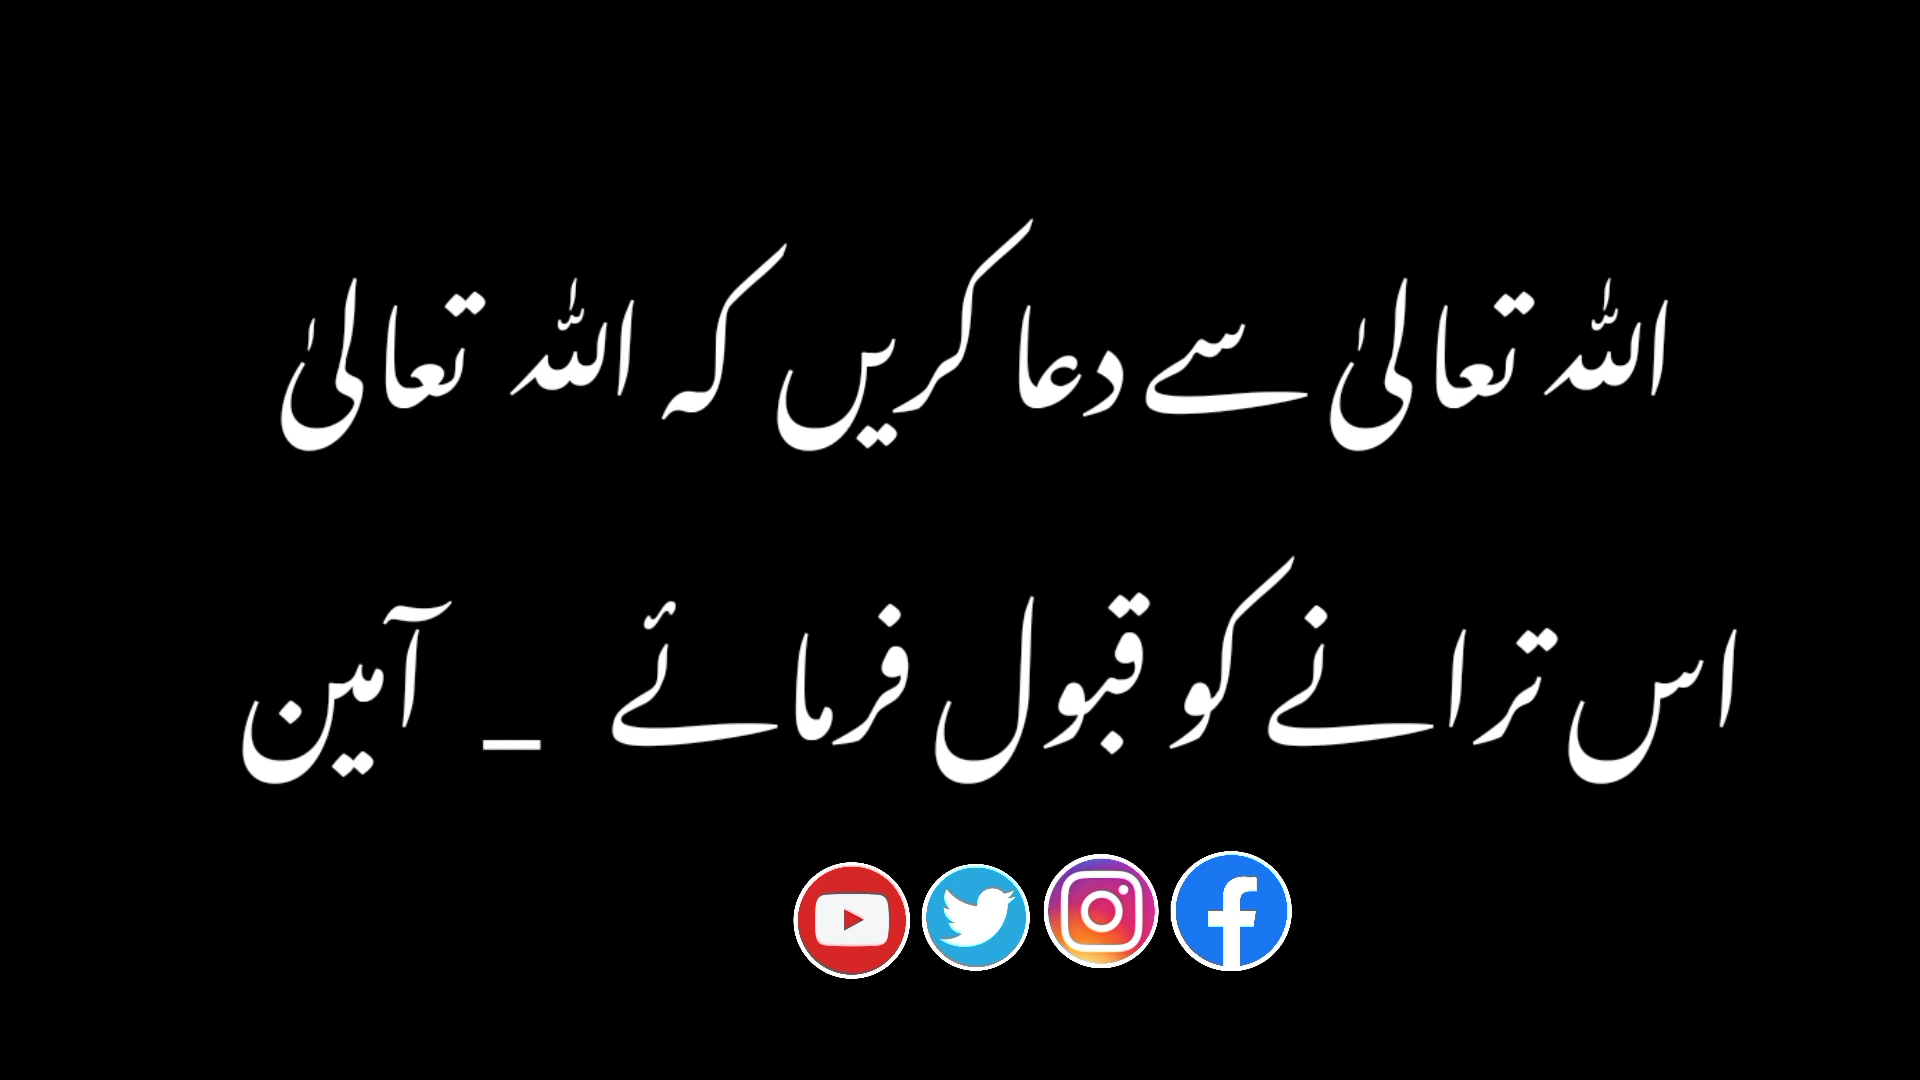 اللہ تعالیٰ سے دعا کریں کہ اللہ تعالیٰ
اس ترانے کو قبول فرمائے _ آمین